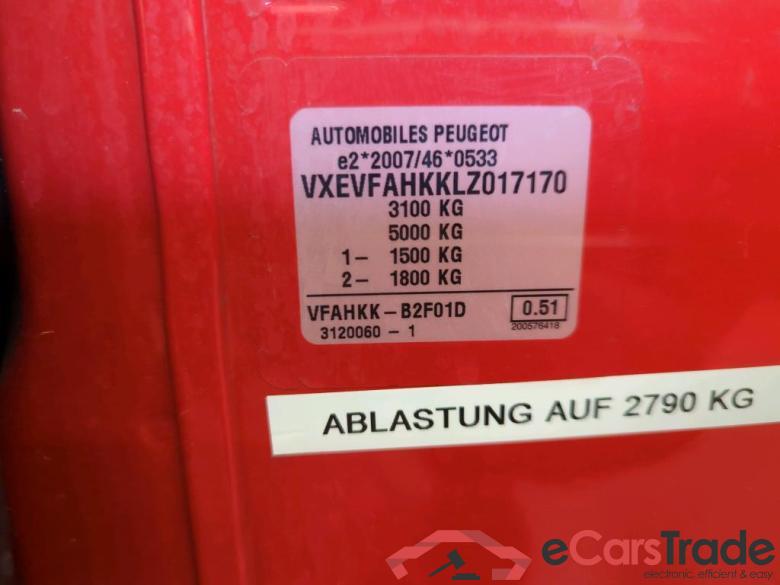 AUTOMOBILES PEUGEOT
e2*2007/46*0533
VXEVFAHKKLZ017170
3100 KG
5000 KG
1- 1500 KG
2- 1800 KG
VFAHKK-B2F01D 0.51
3120060-1 200576418
ABLASTUNG AUF 2790 KG
eCarsTrade
electronic, efficient & easy